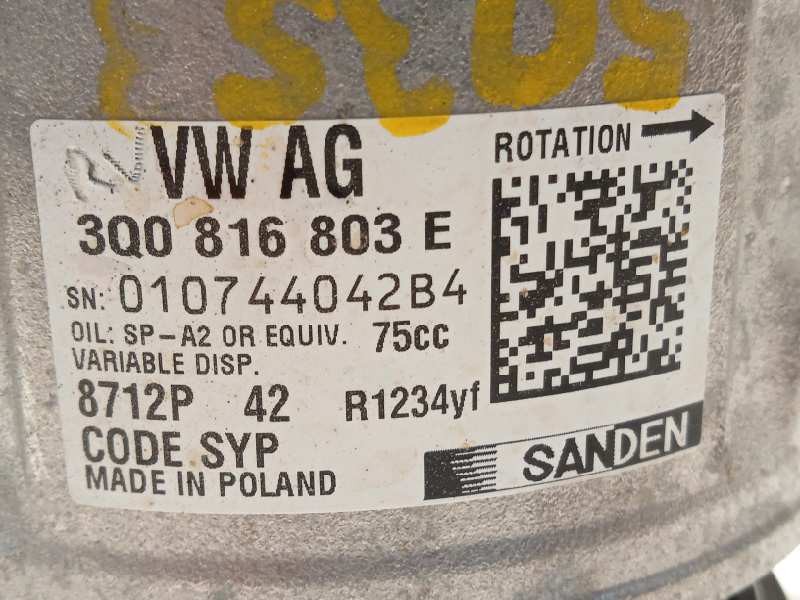 5035
VW AG
ROTATION
3Q0 816 803 E
SN: 010744042B4
OIL: SP-A2 OR EQUIV. 75cc
VARIABLE DISP.
8712P 42 R1234yf
CODE SYP
MADE IN POLAND
SANDEN